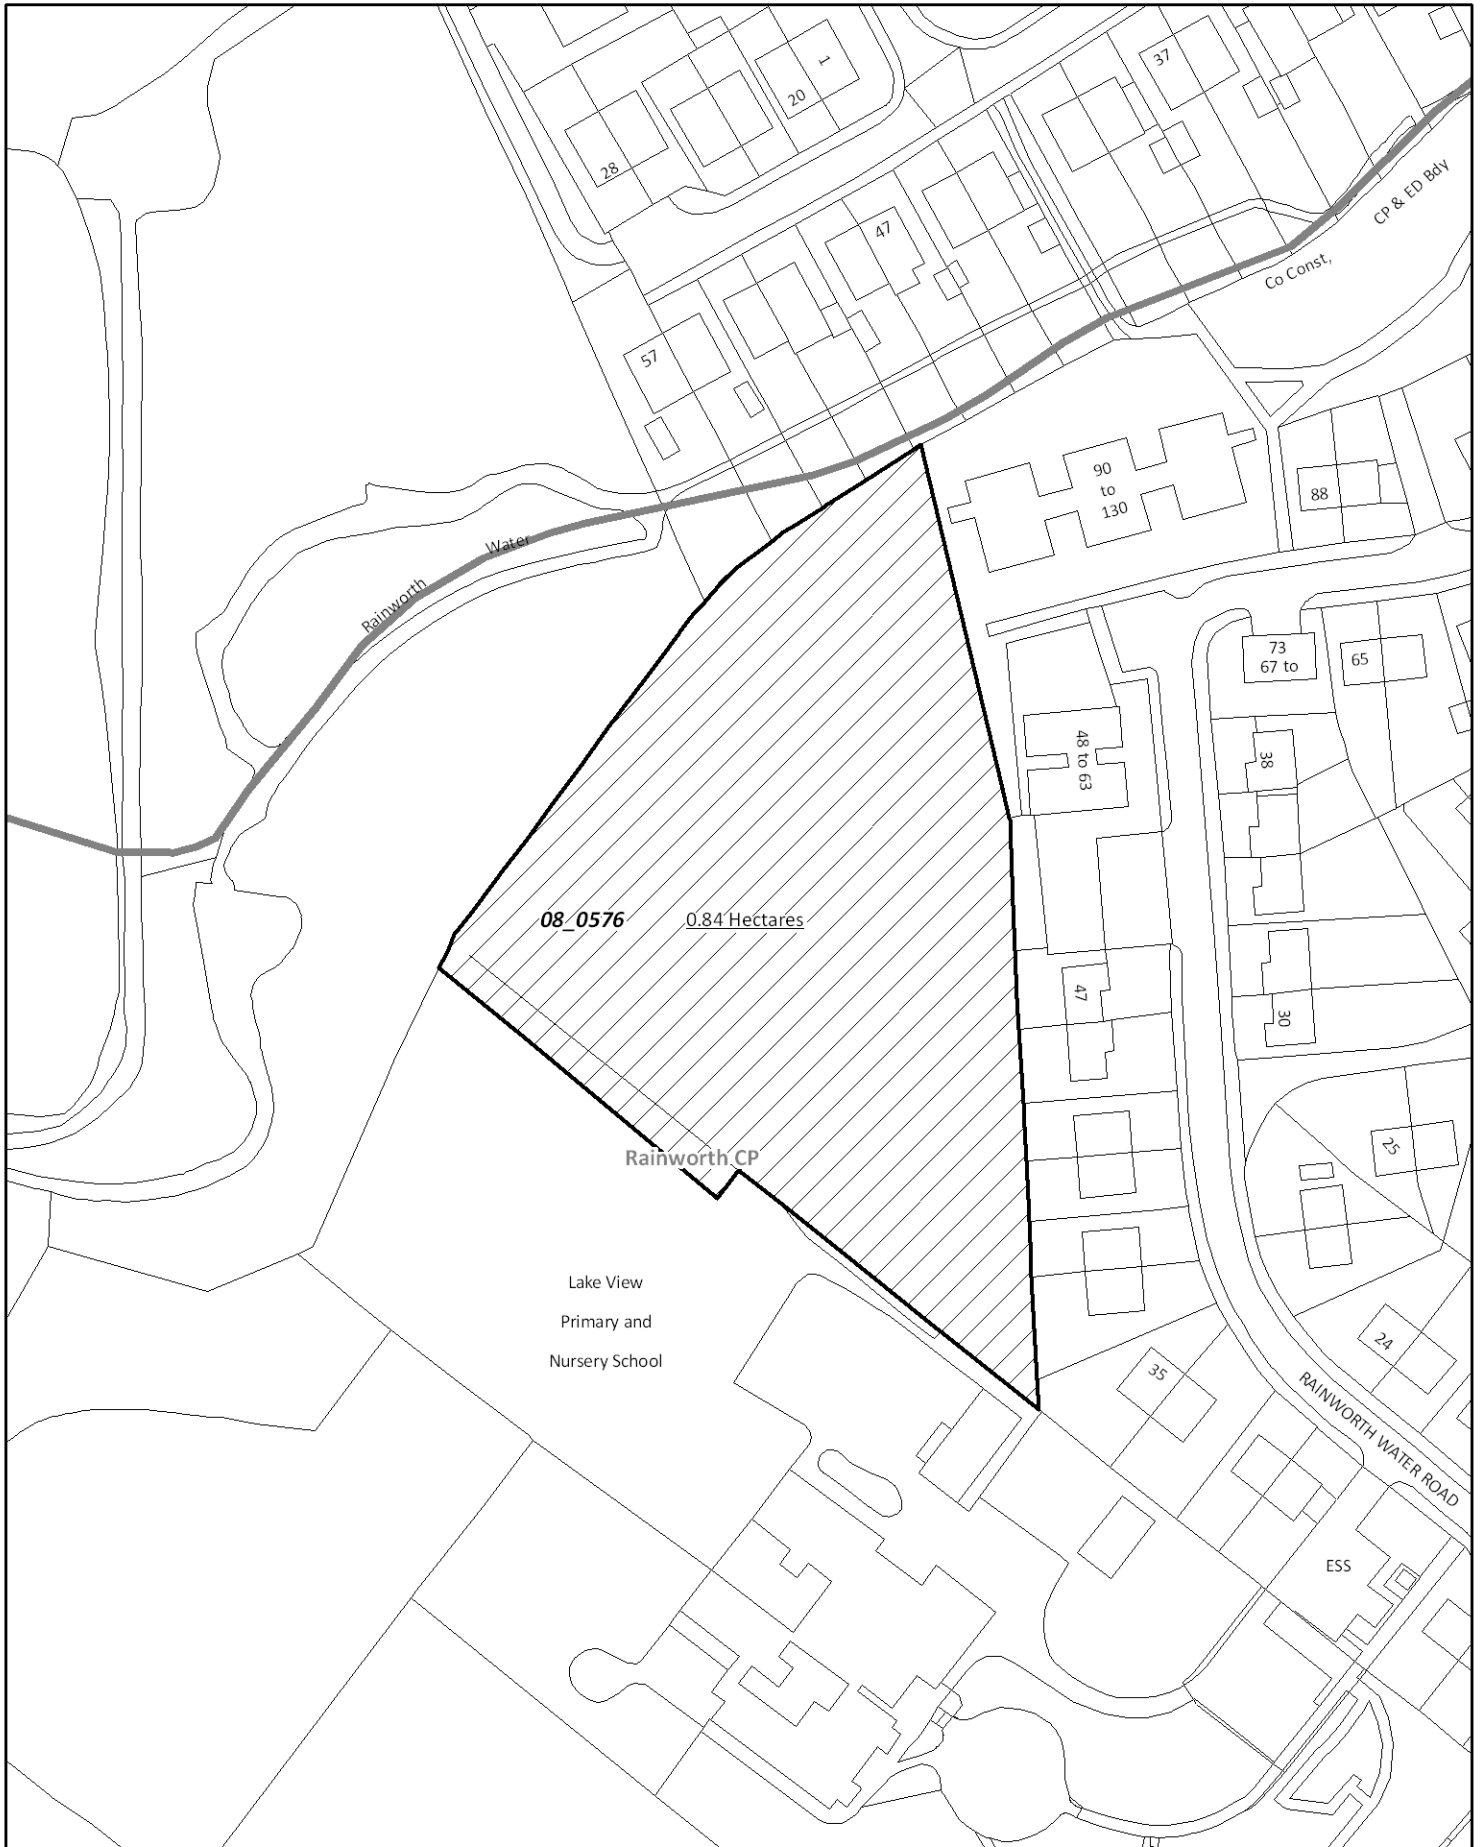 1
20
37
28
47
57
CP & ED Bdy
Co Const,
90
to
130
88
Water
Rainworth
73
67 to
65
48 to 63
38
08_0576
0.84 Hectares
47
30
25
Rainworth CP
Lake View
Primary and
Nursery School
24
35
RAINWORTH WATER ROAD
ESS